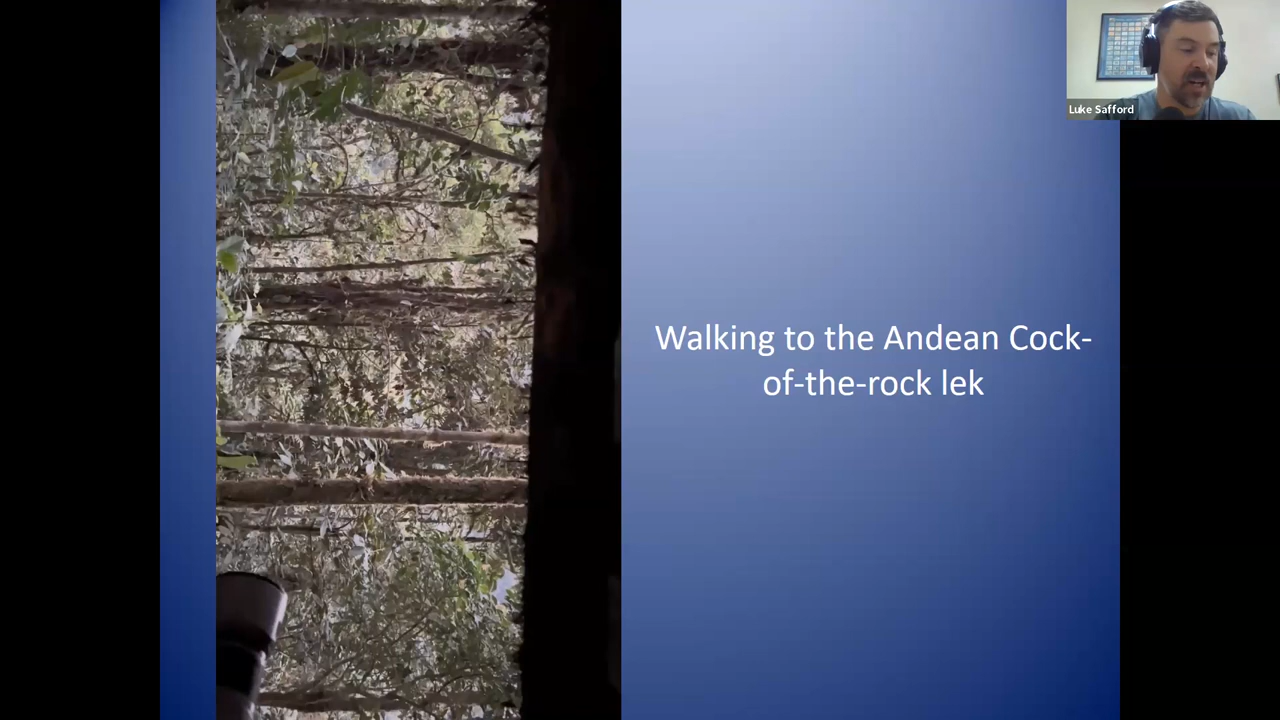 Luke Safford
Walking to the Andean Cock-
of-the-rock lek